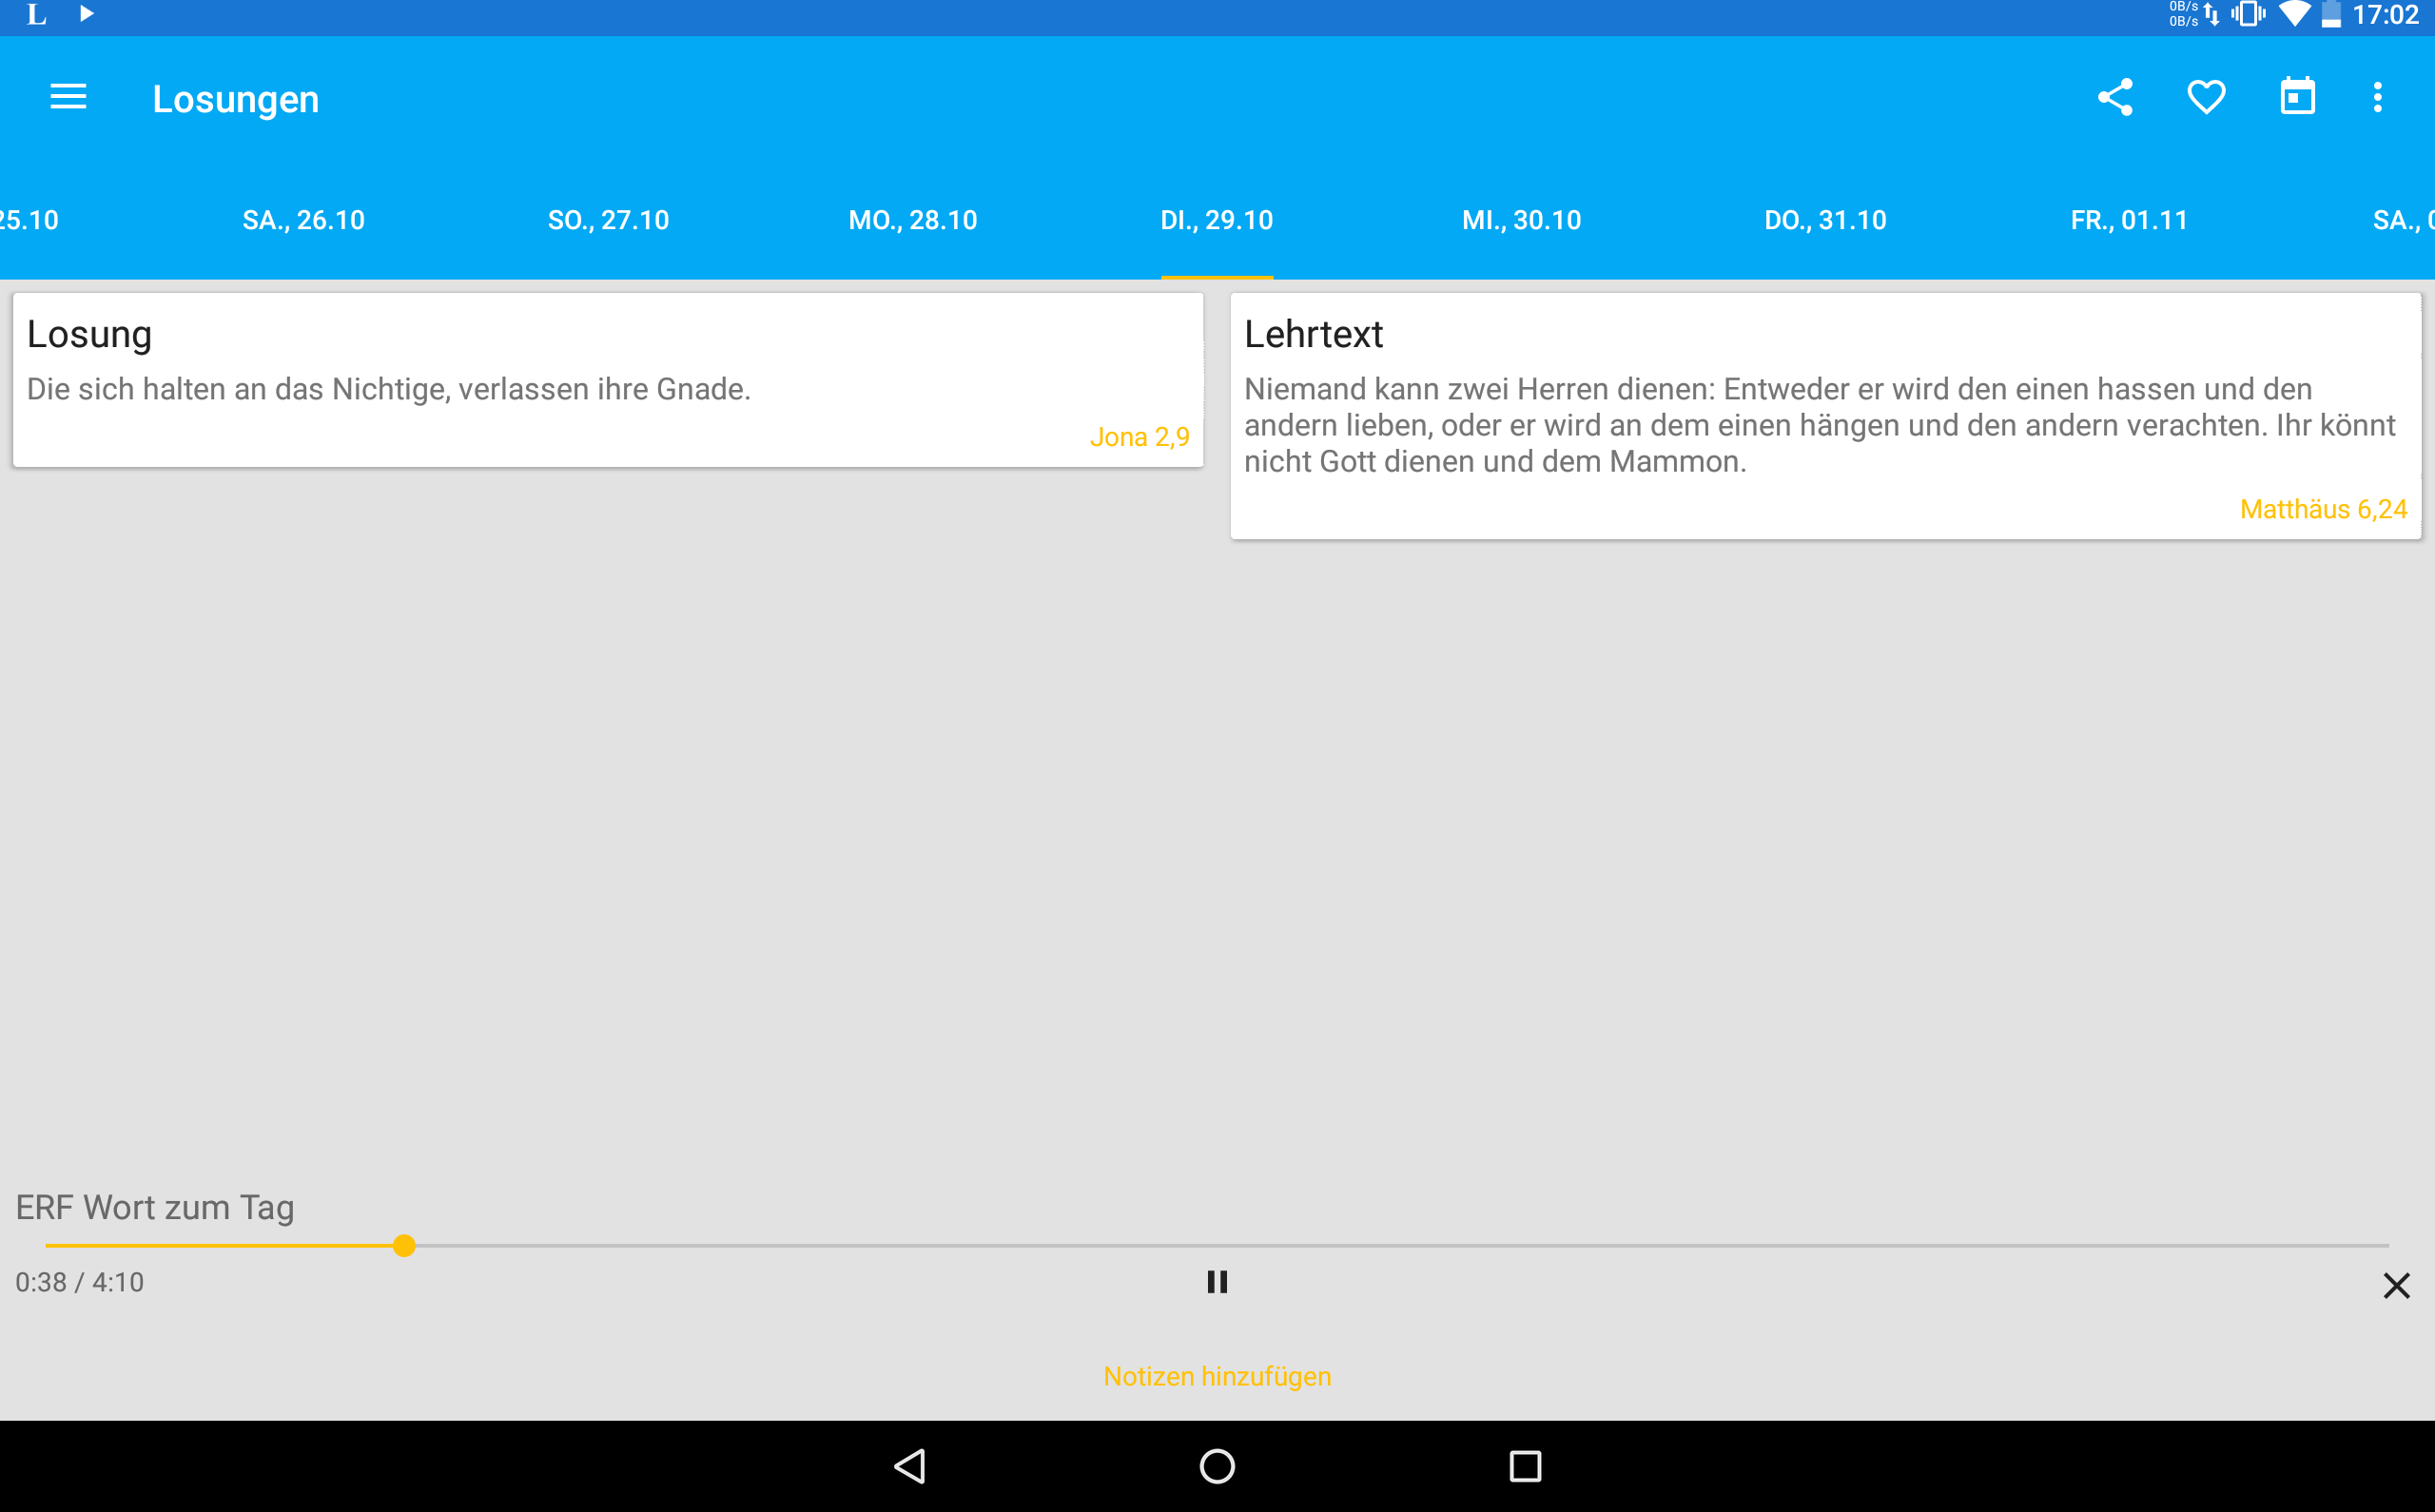 L
0B/s
0B/s
17:02
Losungen
25.10
SA., 26.10
SO., 27.10
MO., 28.10
DI., 29.10
MI., 30.10
DO., 31.10
FR., 01.11
SA., 0
Losung
Die sich halten an das Nichtige, verlassen ihre Gnade.
Jona 2,9
Lehrtext
Niemand kann zwei Herren dienen: Entweder er wird den einen hassen und den
andern lieben, oder er wird an dem einen hängen und den andern verachten. Ihr könnt
nicht Gott dienen und dem Mammon.
Matthäus 6,24
ERF Wort zum Tag
0:38 / 4:10
Notizen hinzufügen